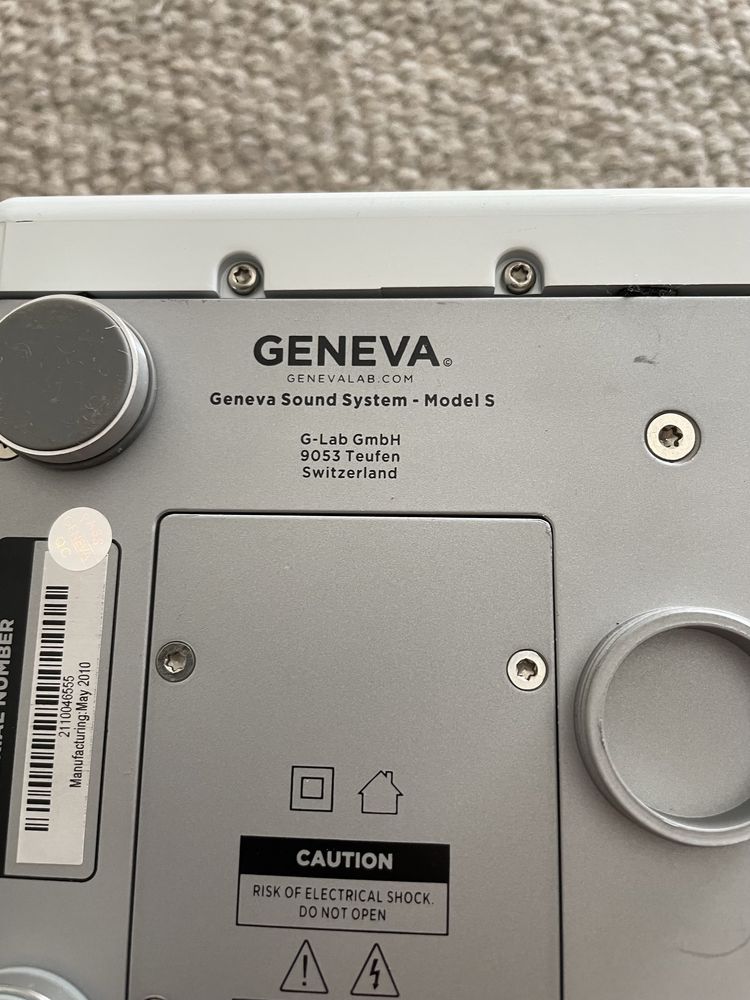 GENEVA©
GENEVALAB.COM
Geneva Sound System - Model S
G-Lab GmbH
9053 Teufen
Switzerland
NUMBER
2110046555
Manufacturing:May 2010
CAUTION
RISK OF ELECTRICAL SHOCK.
DO NOT OPEN